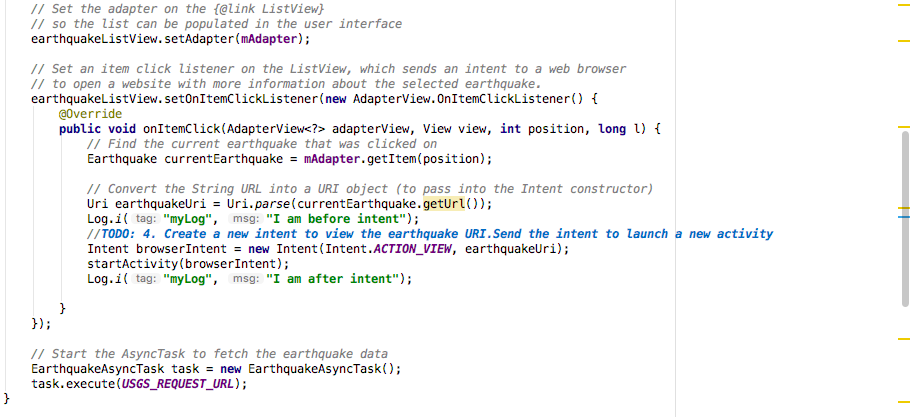 // Set the adapter on the {@link ListView}
// so the list can be populated in the user interface
earthquakeListView.setAdapter(mAdapter);
// Set an item click listener on the ListView, which sends an intent to a web browser
// to open a website with more information about the selected earthquake.
earthquakeListView.setOnItemClickListener(new AdapterView.OnItemClickListener() {
@Override
public void onItemClick(AdapterView<?> adapterView, View view, int position, long l) {
// Find the current earthquake that was clicked on
Earthquake currentEarthquake = mAdapter.getItem(position);
// Convert the String URL into a URI object (to pass into the Intent constructor)
Uri earthquakeUri = Uri.parse(currentEarthquake.getUrl());
Log.i( tag: "myLog", msg: "I am before intent");
//TODO: 4. Create a new intent to view the earthquake URI.Send the intent to launch a new activity
Intent browserIntent = new Intent(Intent.ACTION_VIEW, earthquakeUri);
startActivity(browserIntent);
Log.i( tag: "myLog", msg: "I am after intent");
}
});
// Start the AsyncTask to fetch the earthquake data
EarthquakeAsyncTask task = new EarthquakeAsyncTask();
task.execute(USGS_REQUEST_URL);
}